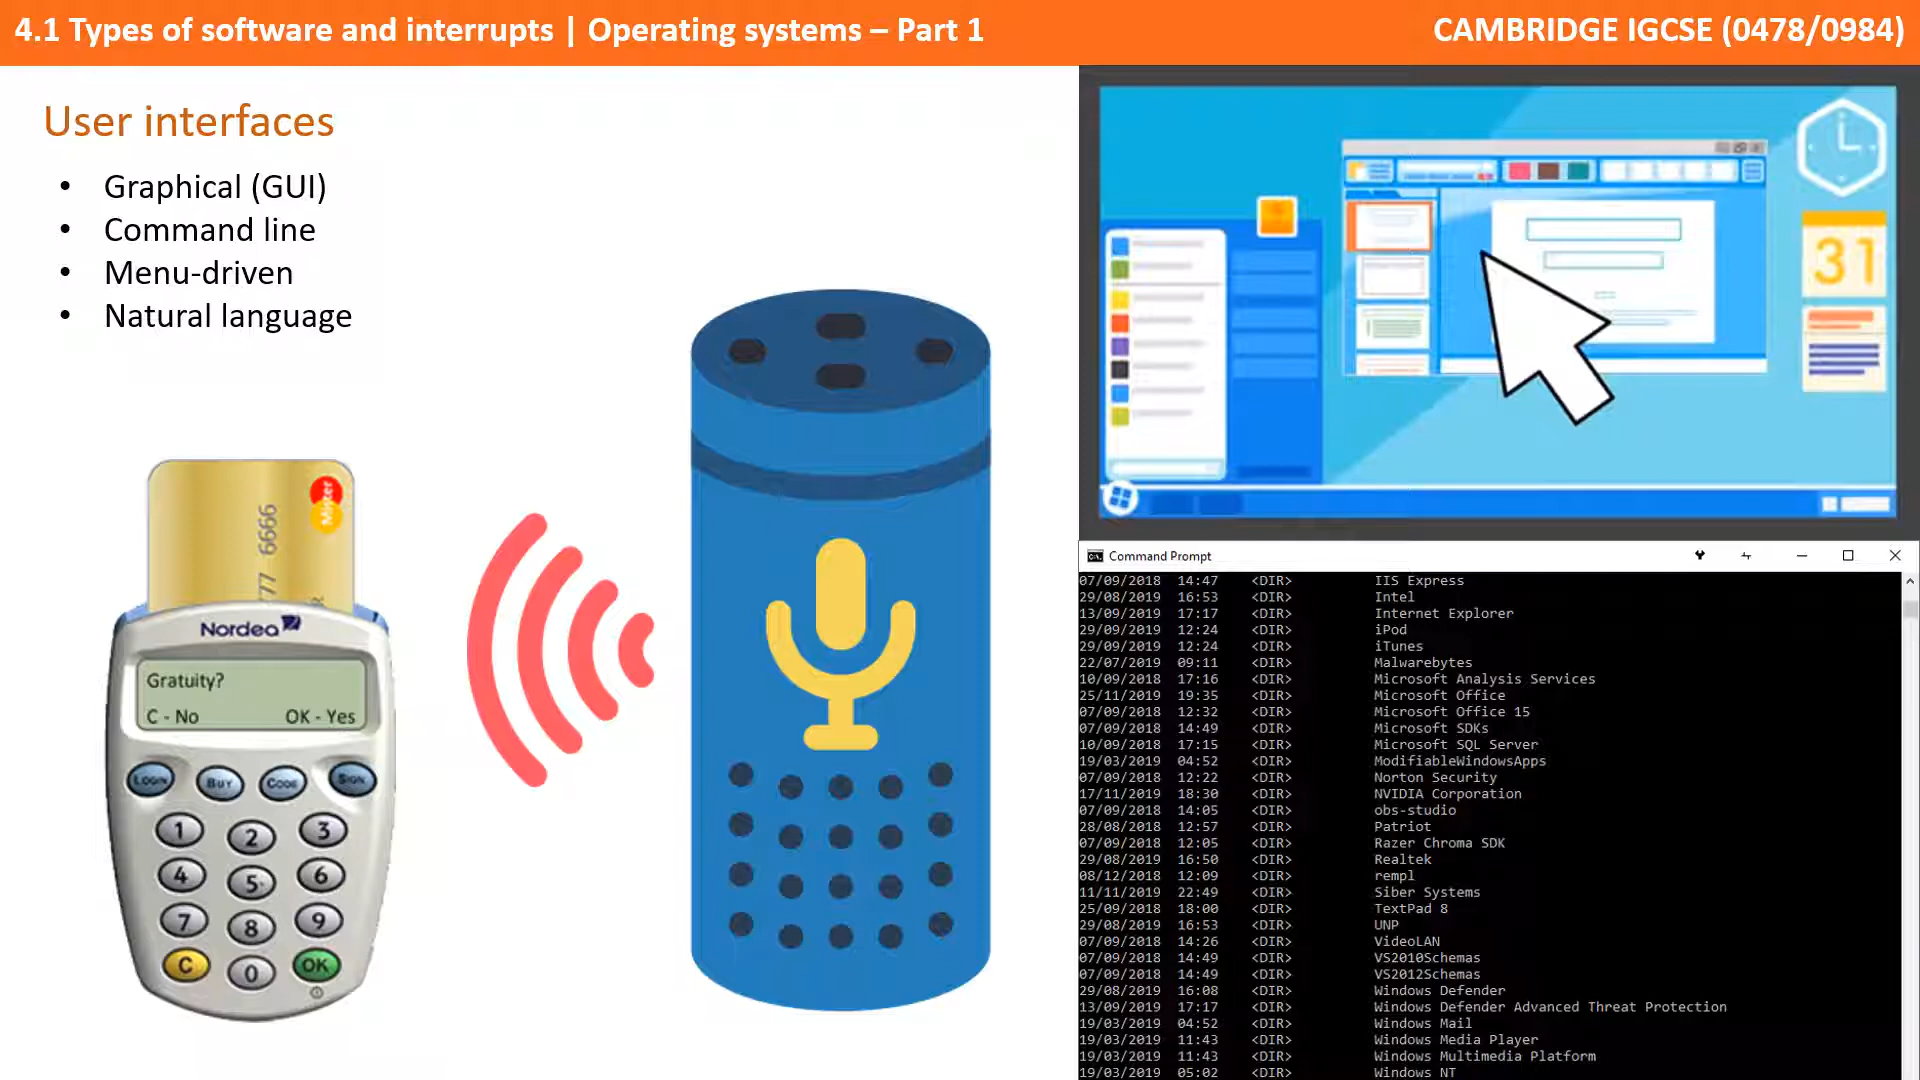 4.1 Types of software and interrupts | Operating systems – Part 1
CAMBRIDGE IGCSE (0478/0984)
User interfaces
• Graphical (GUI)
• Command line
• Menu-driven
• Natural language
6666
777
Nordea
Gratuity?
C - No OK - Yes
LOGIN BUY CODE SIGN
1 2 3
4 5 6
7 8 9
C 0 OK
31
Command Prompt
07/09/2018 14:47 <DIR> IIS Express
29/08/2019 16:53 <DIR> Intel
13/09/2019 17:17 <DIR> Internet Explorer
29/09/2019 12:24 <DIR> iPod
29/09/2019 12:24 <DIR> iTunes
22/07/2019 09:11 <DIR> Malwarebytes
10/09/2018 17:16 <DIR> Microsoft Analysis Services
25/11/2019 19:35 <DIR> Microsoft Office
07/09/2018 12:32 <DIR> Microsoft Office 15
07/09/2018 14:49 <DIR> Microsoft SDKs
10/09/2018 17:15 <DIR> Microsoft SQL Server
19/03/2019 04:52 <DIR> ModifiableWindowsApps
07/09/2018 12:22 <DIR> Norton Security
17/11/2019 18:30 <DIR> NVIDIA Corporation
07/09/2018 14:05 <DIR> obs-studio
28/08/2019 12:57 <DIR> Patriot
07/09/2018 12:05 <DIR> Razer Chroma SDK
29/08/2019 16:50 <DIR> Realtek
08/12/2018 12:09 <DIR> rempl
11/11/2019 22:49 <DIR> Siber Systems
25/09/2019 18:00 <DIR> TextPad 8
29/08/2019 16:53 <DIR> UNP
07/09/2018 14:26 <DIR> VideoLAN
07/09/2018 14:49 <DIR> VS2010Schemas
07/09/2018 14:49 <DIR> VS2012Schemas
29/08/2019 16:08 <DIR> Windows Defender
13/09/2019 17:17 <DIR> Windows Defender Advanced Threat Protection
19/03/2019 04:52 <DIR> Windows Mail
19/03/2019 11:43 <DIR> Windows Media Player
19/03/2019 11:43 <DIR> Windows Multimedia Platform
19/03/2019 05:02 <DIR> Windows NT